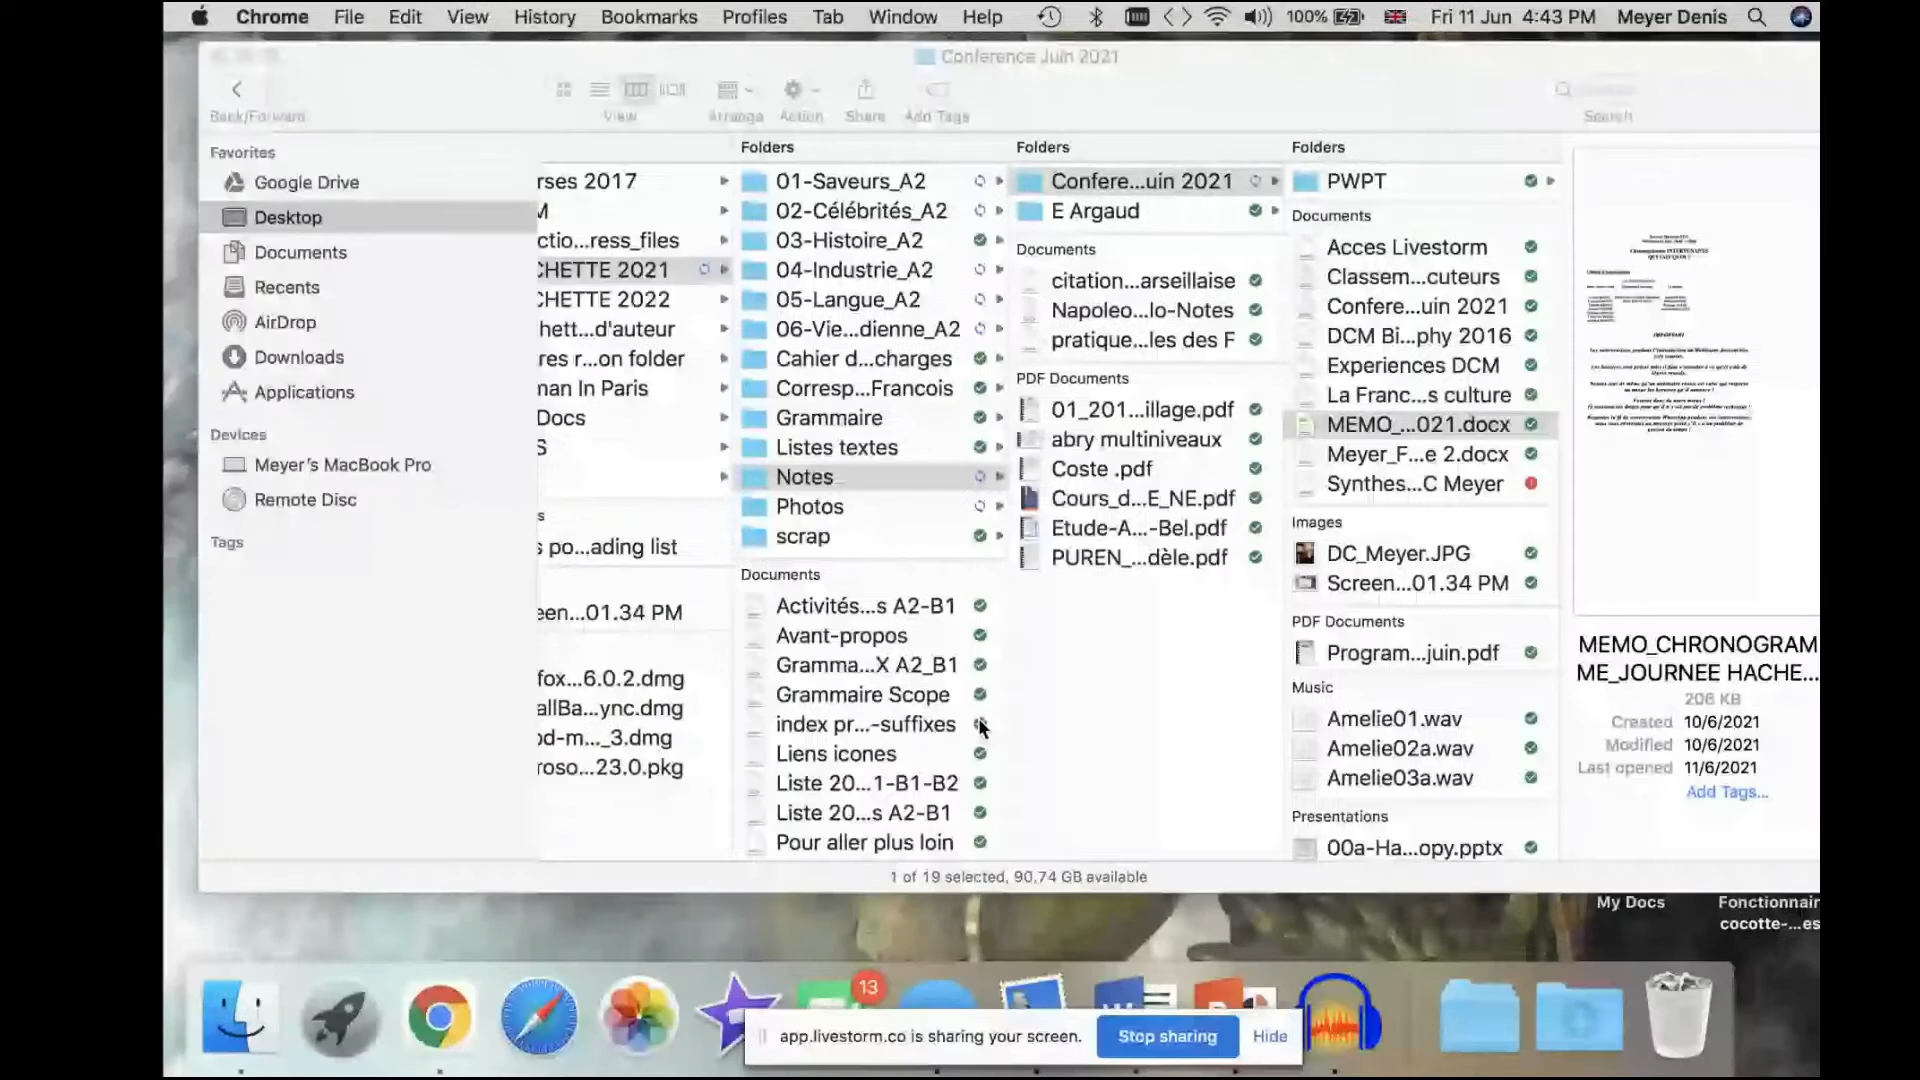 Chrome File Edit View History Bookmarks Profiles Tab Window Help 100% Fri 11 Jun 4:43 PM Meyer Denis
Conference Juin 2021
Back/Forward View Arrange Action Share Add Tags Search
Favorites
Google Drive
Desktop
Documents
Recents
AirDrop
Downloads
Applications
Devices
Meyer's MacBook Pro
Remote Disc
Tags
rses 2017
M
ctio...ress_files
CHETTE 2021
CHETTE 2022
hett...d'auteur
res r...on folder
man In Paris
Docs
S
s
s po...ading list
een...01.34 PM
fox...6.0.2.dmg
allBa...ync.dmg
od-m..._3.dmg
roso...23.0.pkg
Folders
01-Saveurs_A2
02-Célébrités_A2
03-Histoire_A2
04-Industrie_A2
05-Langue_A2
06-Vie...dienne_A2
Cahier d...charges
Corresp...Francois
Grammaire
Listes textes
Notes
Photos
scrap
Documents
Activités...s A2-B1
Avant-propos
Gramma...X A2_B1
Grammaire Scope
index pr...-suffixes
Liens icones
Liste 20...1-B1-B2
Liste 20...s A2-B1
Pour aller plus loin
Folders
Confere...uin 2021
E Argaud
Documents
citation...arseillaise
Napoleo...lo-Notes
pratique...les des F
PDF Documents
01_201...illage.pdf
abry multiniveaux
Coste .pdf
Cours_d...E_NE.pdf
Etude-A...-Bel.pdf
PUREN_...dèle.pdf
Folders
PWPT
Documents
Acces Livestorm
Classem...cuteurs
Confere...uin 2021
DCM Bi...phy 2016
Experiences DCM
La Franc...s culture
MEMO_...021.docx
Meyer_F...e 2.docx
Synthes...C Meyer
Images
DC_Meyer.JPG
Screen...01.34 PM
PDF Documents
Program...juin.pdf
Music
Amelie01.wav
Amelie02a.wav
Amelie03a.wav
Presentations
00a-Ha...opy.pptx
MEMO_CHRONOGRAM
ME_JOURNEE HACHE...
206 KB
Created 10/6/2021
Modified 10/6/2021
Last opened 11/6/2021
Add Tags...
1 of 19 selected, 90,74 GB available
My Docs
Fonctionnair
cocotte-...es
13
app.livestorm.co is sharing your screen. Stop sharing Hide